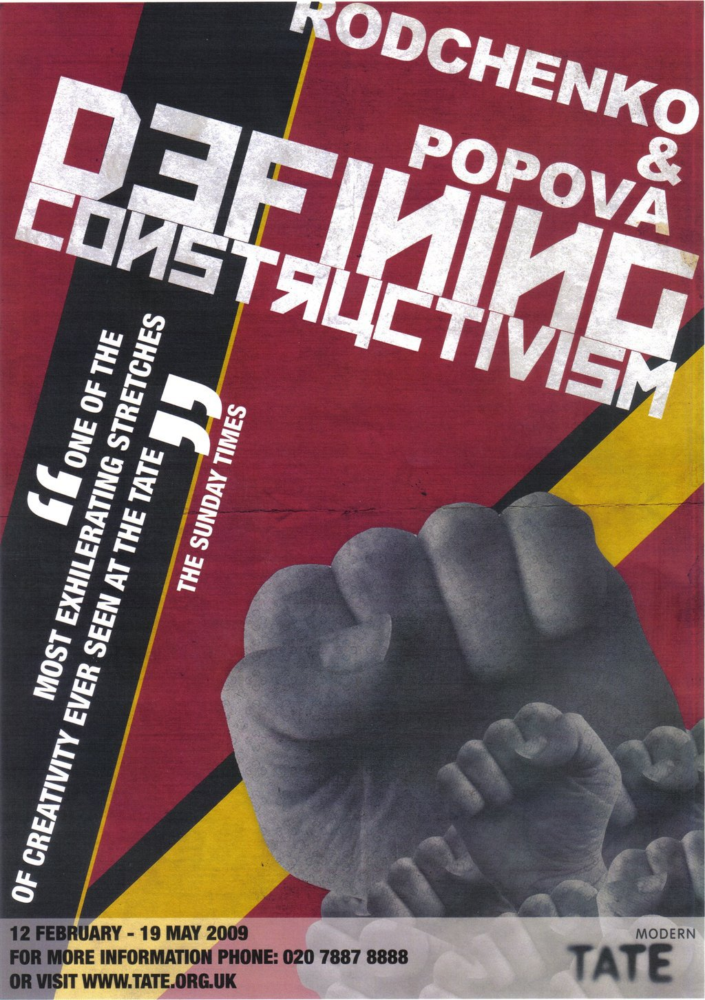 RODCHENKO
&
POPOVA
DEFINING
CONSTRUCTIVISM
“ONE OF THE
MOST EXHILERATING STRETCHES
OF CREATIVITY EVER SEEN AT THE TATE”
THE SUNDAY TIMES
12 FEBRUARY - 19 MAY 2009
FOR MORE INFORMATION PHONE: 020 7887 8888
OR VISIT WWW.TATE.ORG.UK
MODERN
TATE